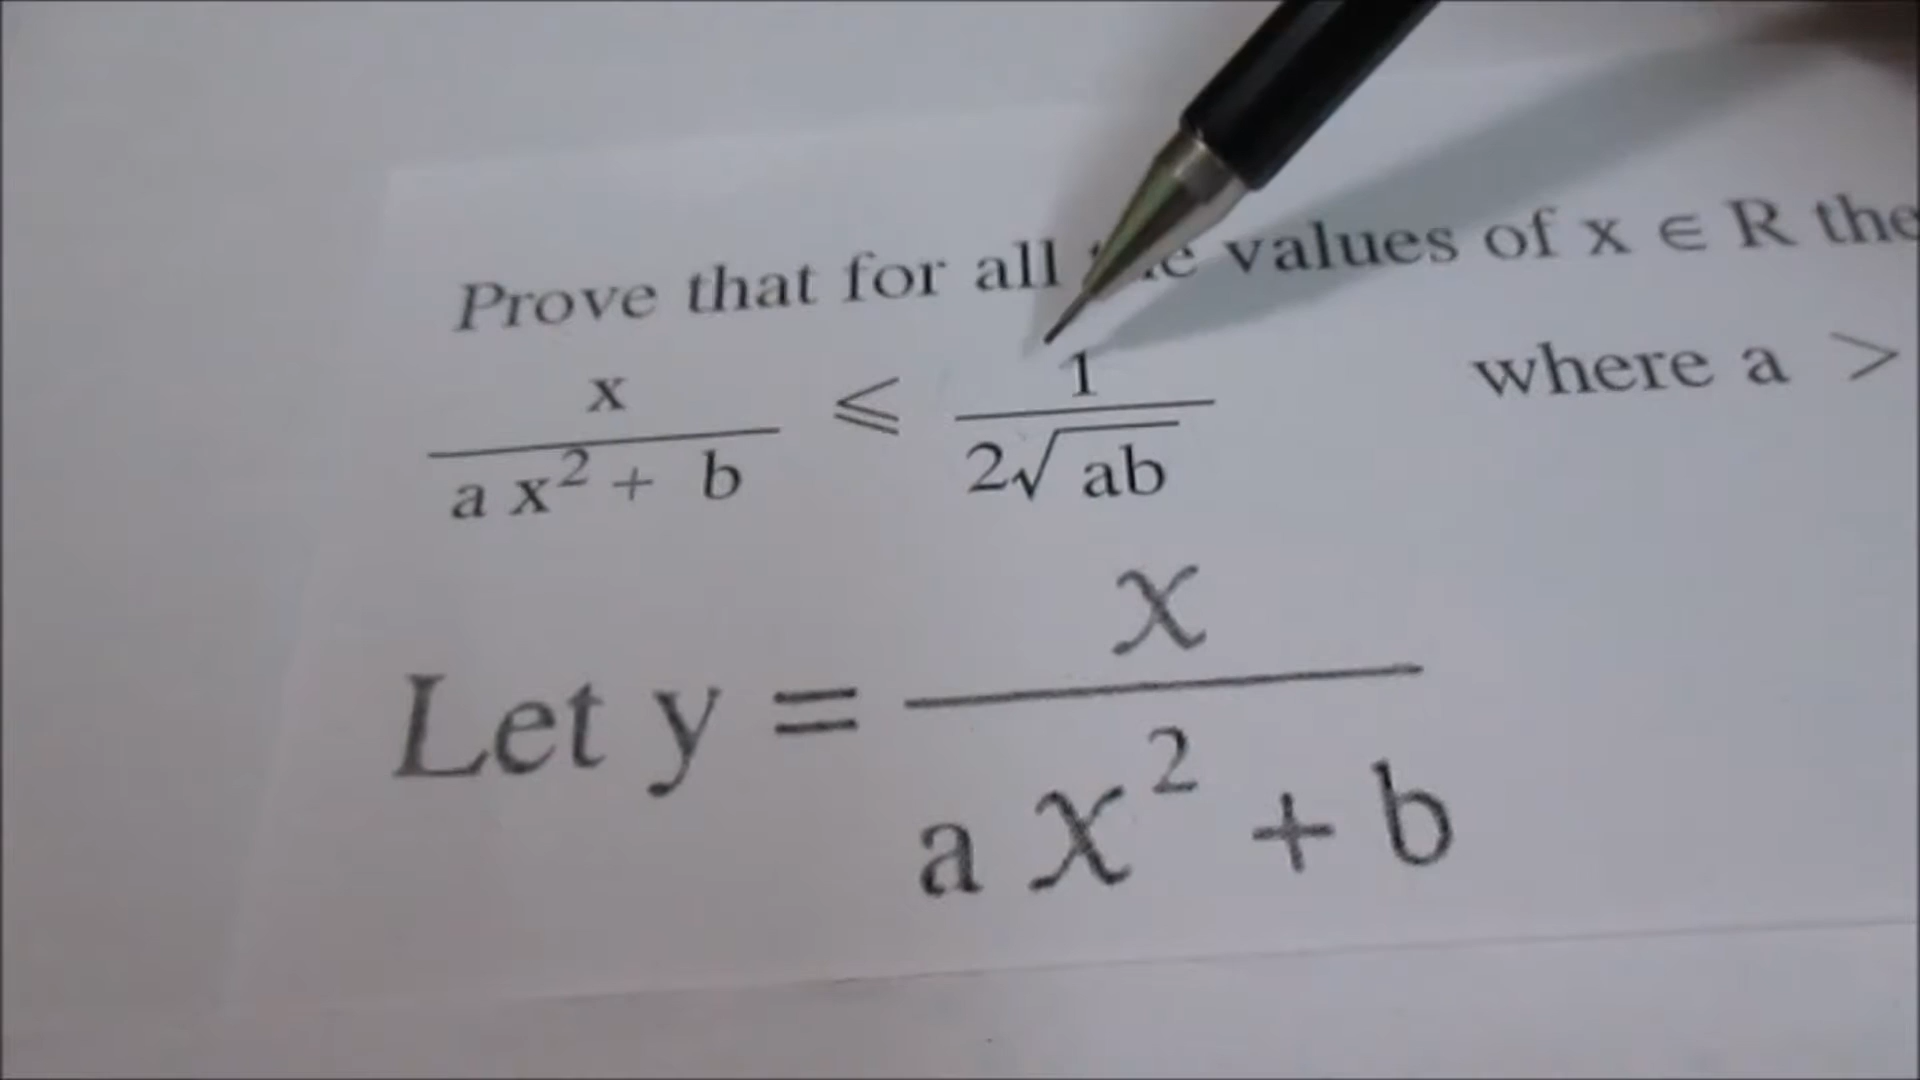 Prove that for all values of x ∈ R the
x / (a x² + b) ⩽ 1 / (2√ab) where a >
Let y = x / (a x² + b)